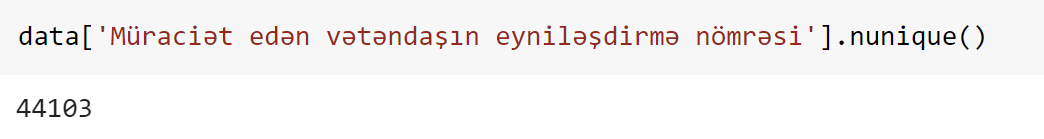 data['Müraciət edən vətəndaşın eyniləşdirmə nömrəsi'].nunique()
44103